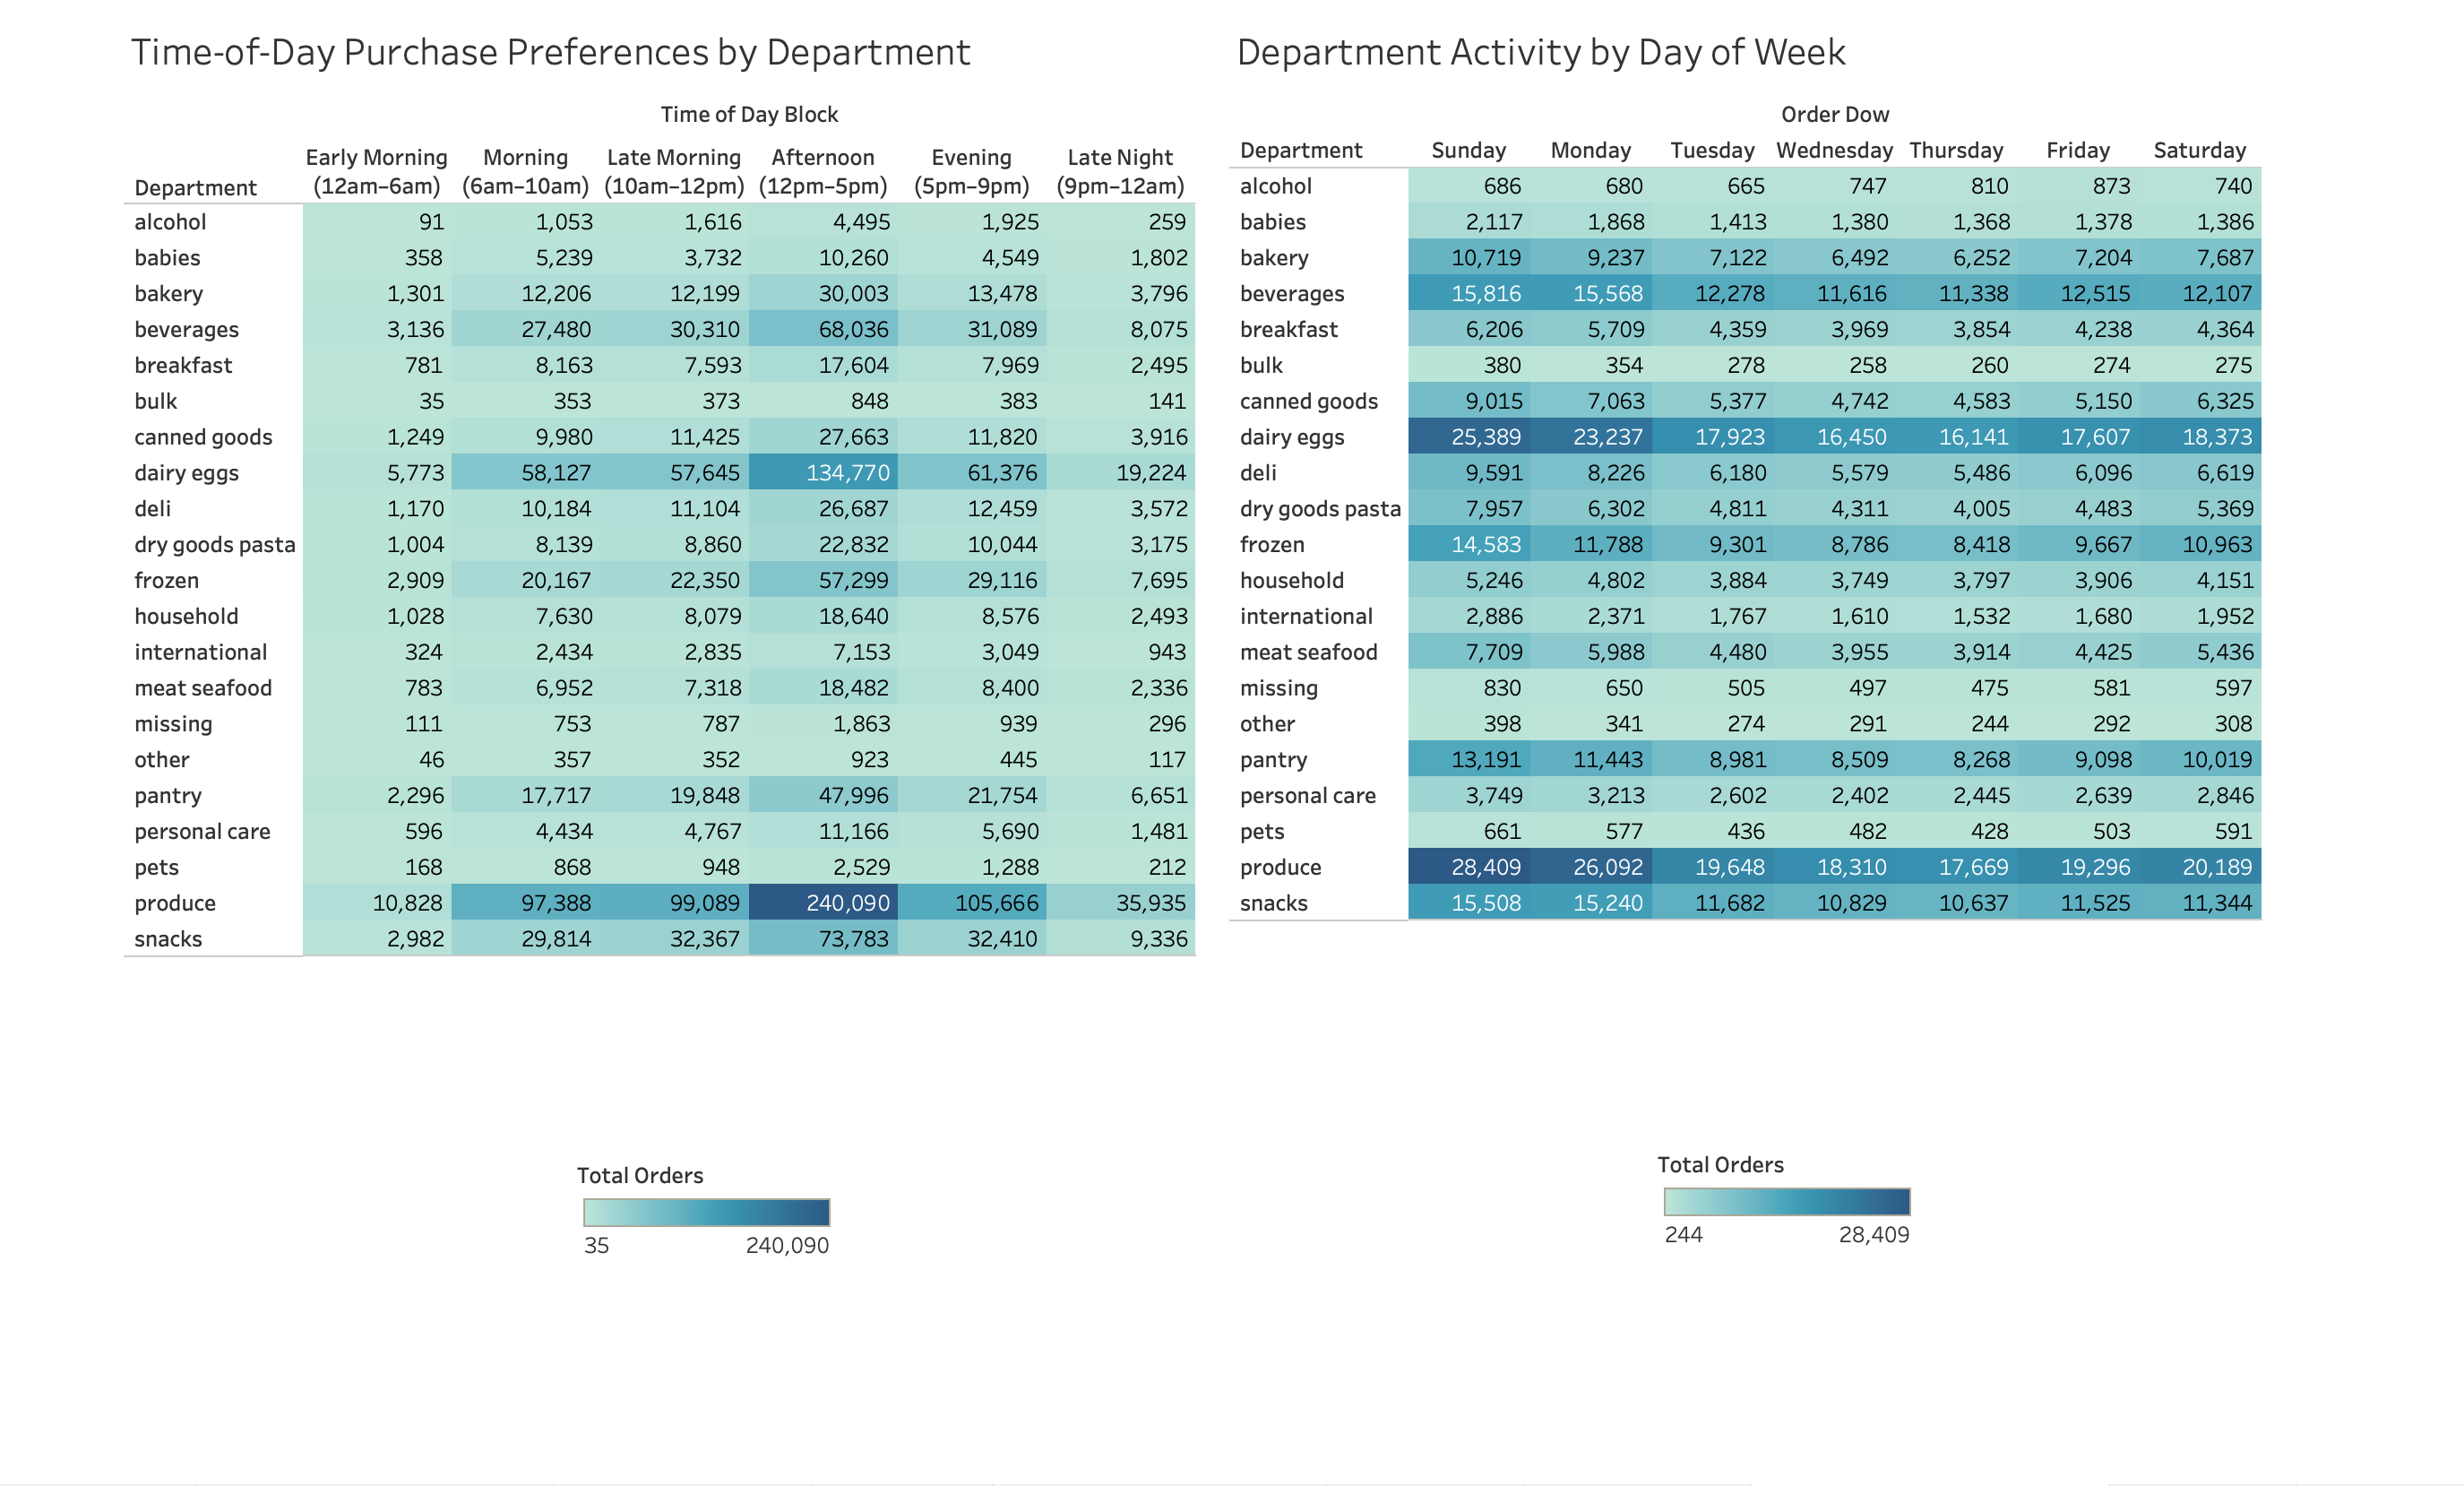 Time-of-Day Purchase Preferences by Department
Time of Day Block
Early Morning Morning Late Morning Afternoon Evening Late Night
Department (12am–6am) (6am–10am) (10am–12pm) (12pm–5pm) (5pm–9pm) (9pm–12am)
alcohol 91 1,053 1,616 4,495 1,925 259
babies 358 5,239 3,732 10,260 4,549 1,802
bakery 1,301 12,206 12,199 30,003 13,478 3,796
beverages 3,136 27,480 30,310 68,036 31,089 8,075
breakfast 781 8,163 7,593 17,604 7,969 2,495
bulk 35 353 373 848 383 141
canned goods 1,249 9,980 11,425 27,663 11,820 3,916
dairy eggs 5,773 58,127 57,645 134,770 61,376 19,224
deli 1,170 10,184 11,104 26,687 12,459 3,572
dry goods pasta 1,004 8,139 8,860 22,832 10,044 3,175
frozen 2,909 20,167 22,350 57,299 29,116 7,695
household 1,028 7,630 8,079 18,640 8,576 2,493
international 324 2,434 2,835 7,153 3,049 943
meat seafood 783 6,952 7,318 18,482 8,400 2,336
missing 111 753 787 1,863 939 296
other 46 357 352 923 445 117
pantry 2,296 17,717 19,848 47,996 21,754 6,651
personal care 596 4,434 4,767 11,166 5,690 1,481
pets 168 868 948 2,529 1,288 212
produce 10,828 97,388 99,089 240,090 105,666 35,935
snacks 2,982 29,814 32,367 73,783 32,410 9,336
Total Orders
35 240,090
Department Activity by Day of Week
Order Dow
Department Sunday Monday Tuesday Wednesday Thursday Friday Saturday
alcohol 686 680 665 747 810 873 740
babies 2,117 1,868 1,413 1,380 1,368 1,378 1,386
bakery 10,719 9,237 7,122 6,492 6,252 7,204 7,687
beverages 15,816 15,568 12,278 11,616 11,338 12,515 12,107
breakfast 6,206 5,709 4,359 3,969 3,854 4,238 4,364
bulk 380 354 278 258 260 274 275
canned goods 9,015 7,063 5,377 4,742 4,583 5,150 6,325
dairy eggs 25,389 23,237 17,923 16,450 16,141 17,607 18,373
deli 9,591 8,226 6,180 5,579 5,486 6,096 6,619
dry goods pasta 7,957 6,302 4,811 4,311 4,005 4,483 5,369
frozen 14,583 11,788 9,301 8,786 8,418 9,667 10,963
household 5,246 4,802 3,884 3,749 3,797 3,906 4,151
international 2,886 2,371 1,767 1,610 1,532 1,680 1,952
meat seafood 7,709 5,988 4,480 3,955 3,914 4,425 5,436
missing 830 650 505 497 475 581 597
other 398 341 274 291 244 292 308
pantry 13,191 11,443 8,981 8,509 8,268 9,098 10,019
personal care 3,749 3,213 2,602 2,402 2,445 2,639 2,846
pets 661 577 436 482 428 503 591
produce 28,409 26,092 19,648 18,310 17,669 19,296 20,189
snacks 15,508 15,240 11,682 10,829 10,637 11,525 11,344
Total Orders
244 28,409